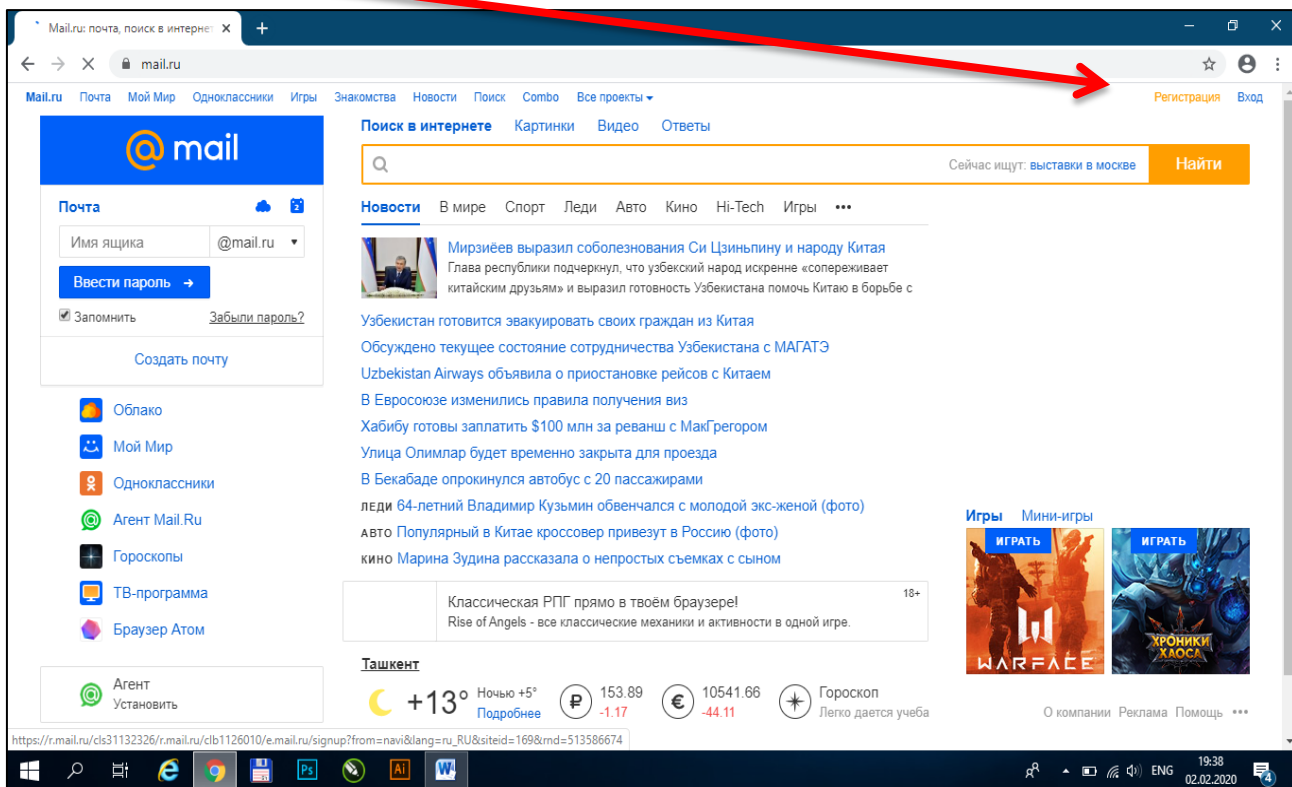 Mail.ru: почта, поиск в интерне
mail.ru
Mail.ru Почта Мой Мир Одноклассники Игры Знакомства Новости Поиск Combo Все проекты Регистрация Вход
@ mail
Поиск в интернете Картинки Видео Ответы
Сейчас ищут: выставки в москве Найти
Почта 2
Имя ящика @mail.ru
Ввести пароль →
Запомнить Забыли пароль?
Создать почту
Облако
Мой Мир
Одноклассники
Агент Mail.Ru
Гороскопы
ТВ-программа
Браузер Атом
Агент
Установить
Новости В мире Спорт Леди Авто Кино Hi-Tech Игры •••
Мирзиёев выразил соболезнования Си Цзиньпину и народу Китая
Глава республики подчеркнул, что узбекский народ искренне «сопереживает
китайским друзьям» и выразил готовность Узбекистана помочь Китаю в борьбе с
Узбекистан готовится эвакуировать своих граждан из Китая
Обсуждено текущее состояние сотрудничества Узбекистана с МАГАТЭ
Uzbekistan Airways объявила о приостановке рейсов с Китаем
В Евросоюзе изменились правила получения виз
Хабибу готовы заплатить $100 млн за реванш с МакГрегором
Улица Олимлар будет временно закрыта для проезда
В Бекабаде опрокинулся автобус с 20 пассажирами
ЛЕДИ 64-летний Владимир Кузьмин обвенчался с молодой экс-женой (фото)
АВТО Популярный в Китае кроссовер привезут в Россию (фото)
КИНО Марина Зудина рассказала о непростых съемках с сыном
Классическая РПГ прямо в твоём браузере! 18+
Rise of Angels - все классические механики и активности в одной игре.
Ташкент
+13° Ночью +5° Подробнее
₽ 153.89 -1.17
€ 10541.66 -44.11
Гороскоп
Легко дается учеба
Игры Мини-игры
ИГРАТЬ ИГРАТЬ
WARFACE
ХРОНИКИ
ХАОСА
О компании Реклама Помощь •••
https://r.mail.ru/cls31132326/r.mail.ru/clb1126010/e.mail.ru/signup?from=navi&lang=ru_RU&siteid=169&rnd=513586674
Ps Ai W ENG 19:38
02.02.2020 4